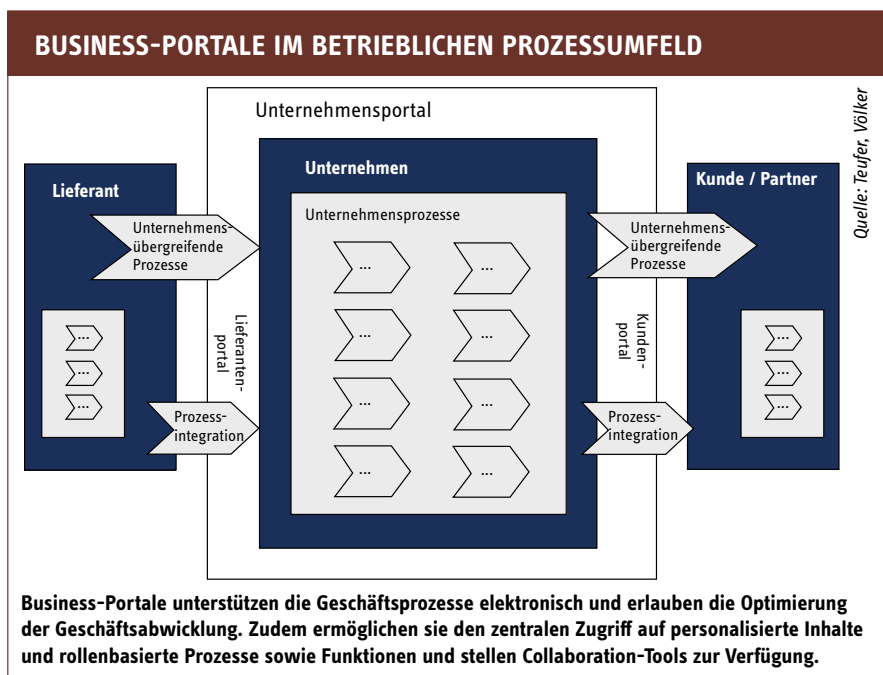 BUSINESS-PORTALE IM BETRIEBLICHEN PROZESSUMFELD
Quelle: Teufer, Völker
Unternehmensportal
Lieferant
Unternehmens-
übergreifende
Prozesse
...
...
...
Prozess-
integration
Lieferanten-
portal
Unternehmen
Unternehmensprozesse
... ...
... ...
... ...
... ...
Kunden-
portal
Kunde / Partner
Unternehmens-
übergreifende
Prozesse
...
...
...
Prozess-
integration
Business-Portale unterstützen die Geschäftsprozesse elektronisch und erlauben die Optimierung
der Geschäftsabwicklung. Zudem ermöglichen sie den zentralen Zugriff auf personalisierte Inhalte
und rollenbasierte Prozesse sowie Funktionen und stellen Collaboration-Tools zur Verfügung.